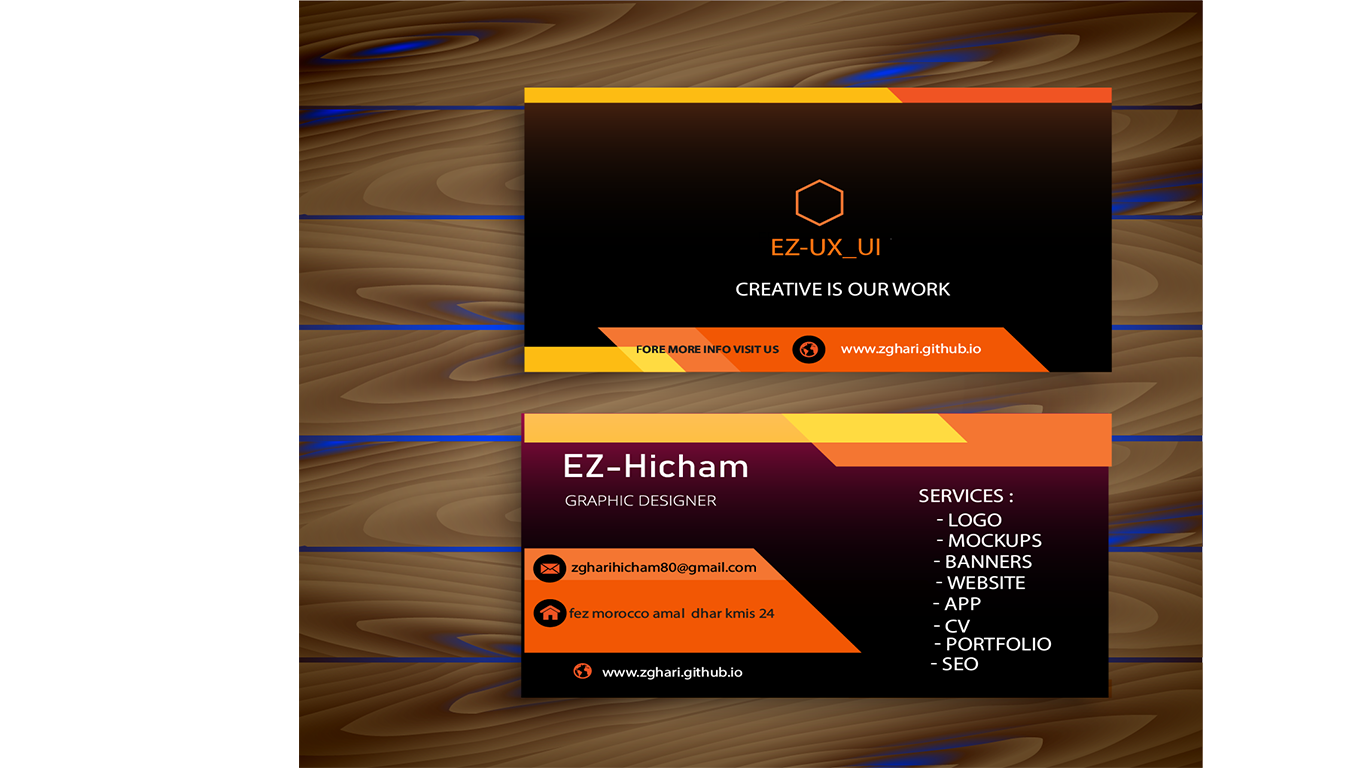 EZ-UX_UI
CREATIVE IS OUR WORK
FORE MORE INFO VISIT US
www.zghari.github.io
EZ-Hicham
GRAPHIC DESIGNER
zgharihicham80@gmail.com
fez morocco amal dhar kmis 24
www.zghari.github.io
SERVICES :
- LOGO
- MOCKUPS
- BANNERS
- WEBSITE
- APP
- CV
- PORTFOLIO
- SEO